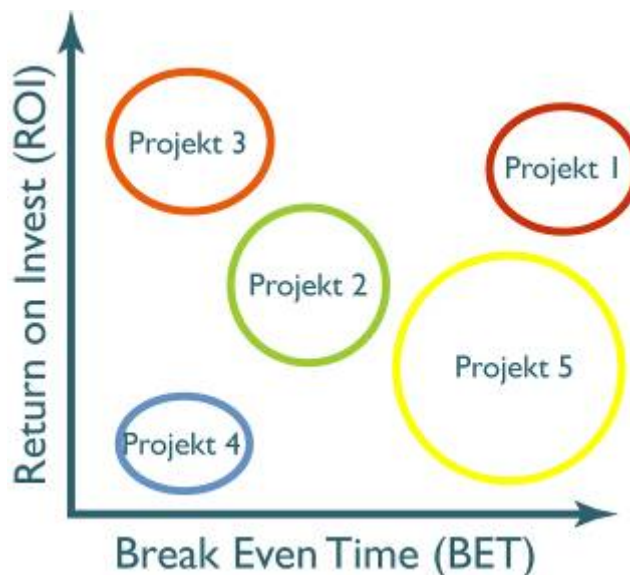 Return on Invest (ROI)
Projekt 3
Projekt 1
Projekt 2
Projekt 5
Projekt 4
Break Even Time (BET)